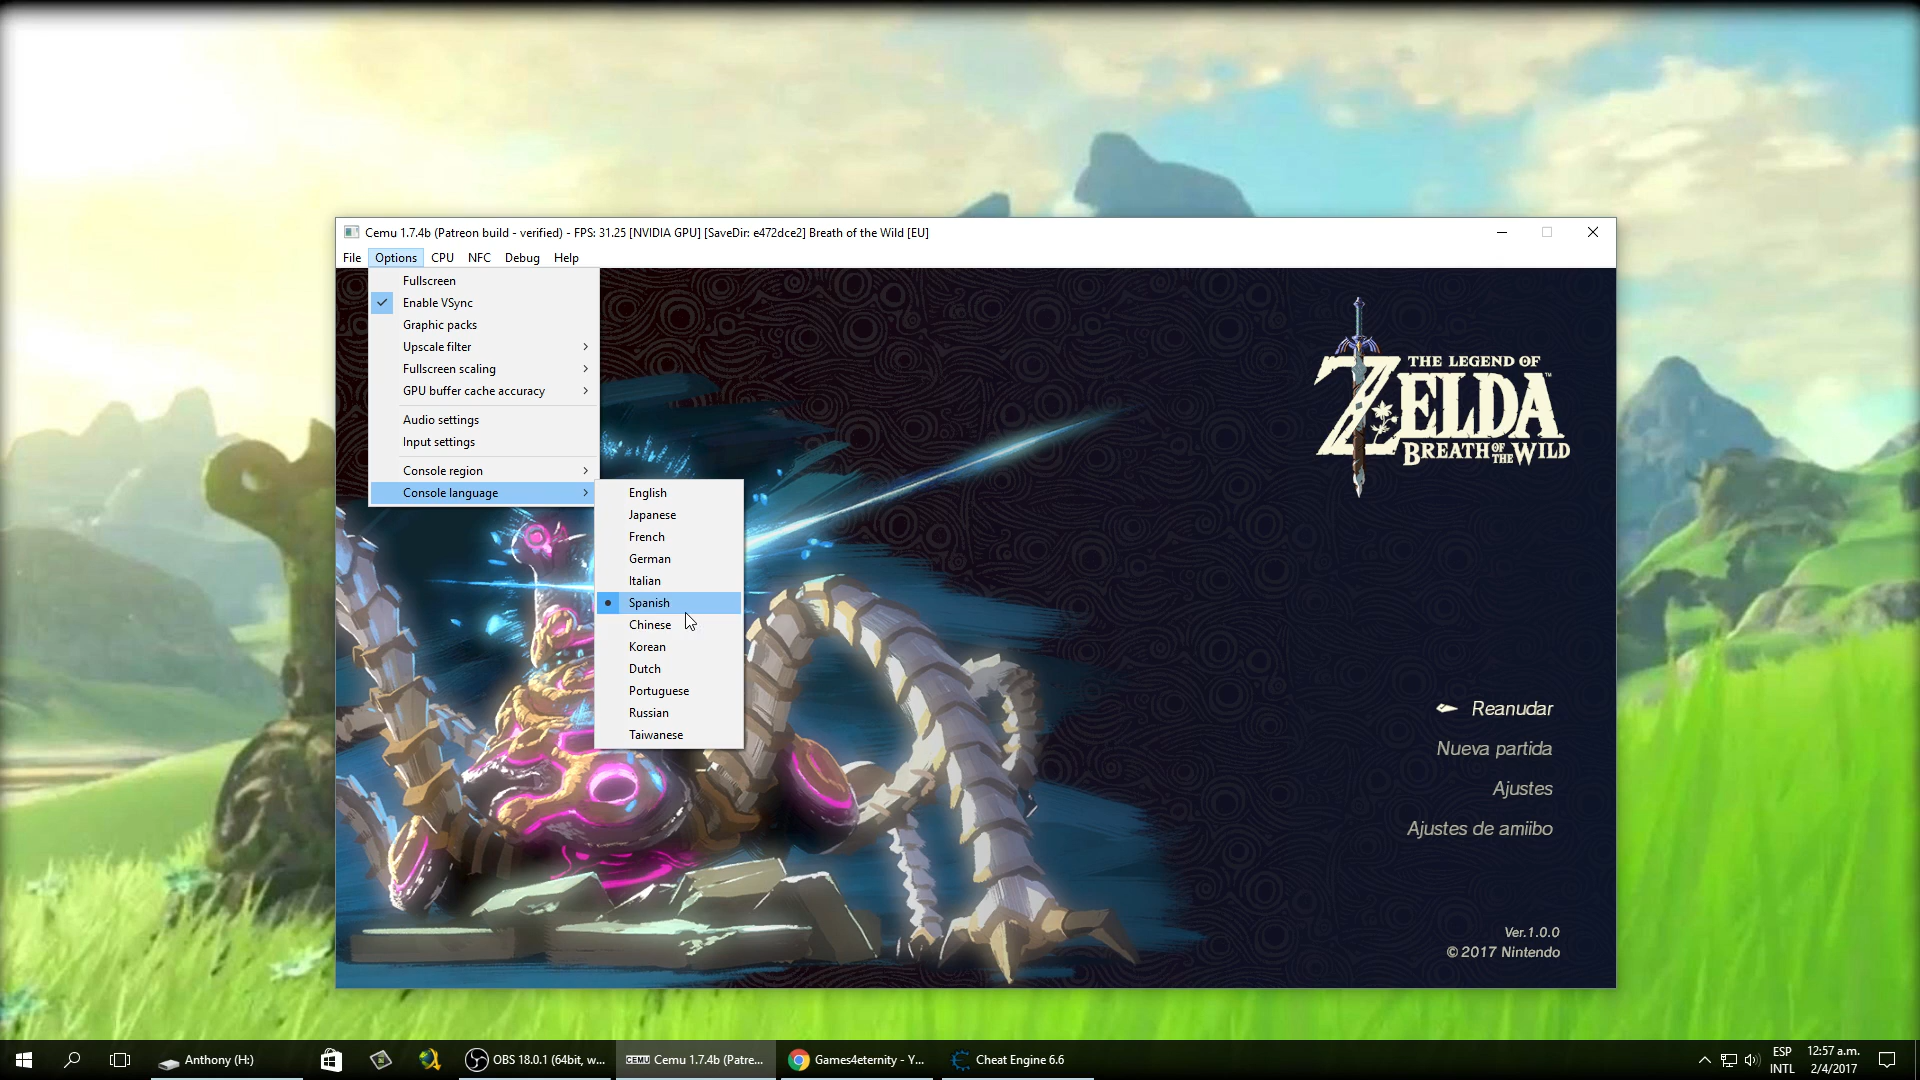 Cemu 1.7.4b (Patreon build - verified) - FPS: 31.25 [NVIDIA GPU] [SaveDir: e472dce2] Breath of the Wild [EU]
File Options CPU NFC Debug Help
Fullscreen
Enable VSync
Graphic packs
Upscale filter
Fullscreen scaling
GPU buffer cache accuracy
Audio settings
Input settings
Console region
Console language
English
Japanese
French
German
Italian
Spanish
Chinese
Korean
Dutch
Portuguese
Russian
Taiwanese
THE LEGEND OF
ZELDA™
BREATH OF THE WILD
Reanudar
Nueva partida
Ajustes
Ajustes de amiibo
Ver.1.0.0
© 2017 Nintendo
Anthony (H:)
OBS 18.0.1 (64bit, w...
CEMU Cemu 1.7.4b (Patre...
Games4eternity - Y...
Cheat Engine 6.6
ESP
INTL
12:57 a.m.
2/4/2017